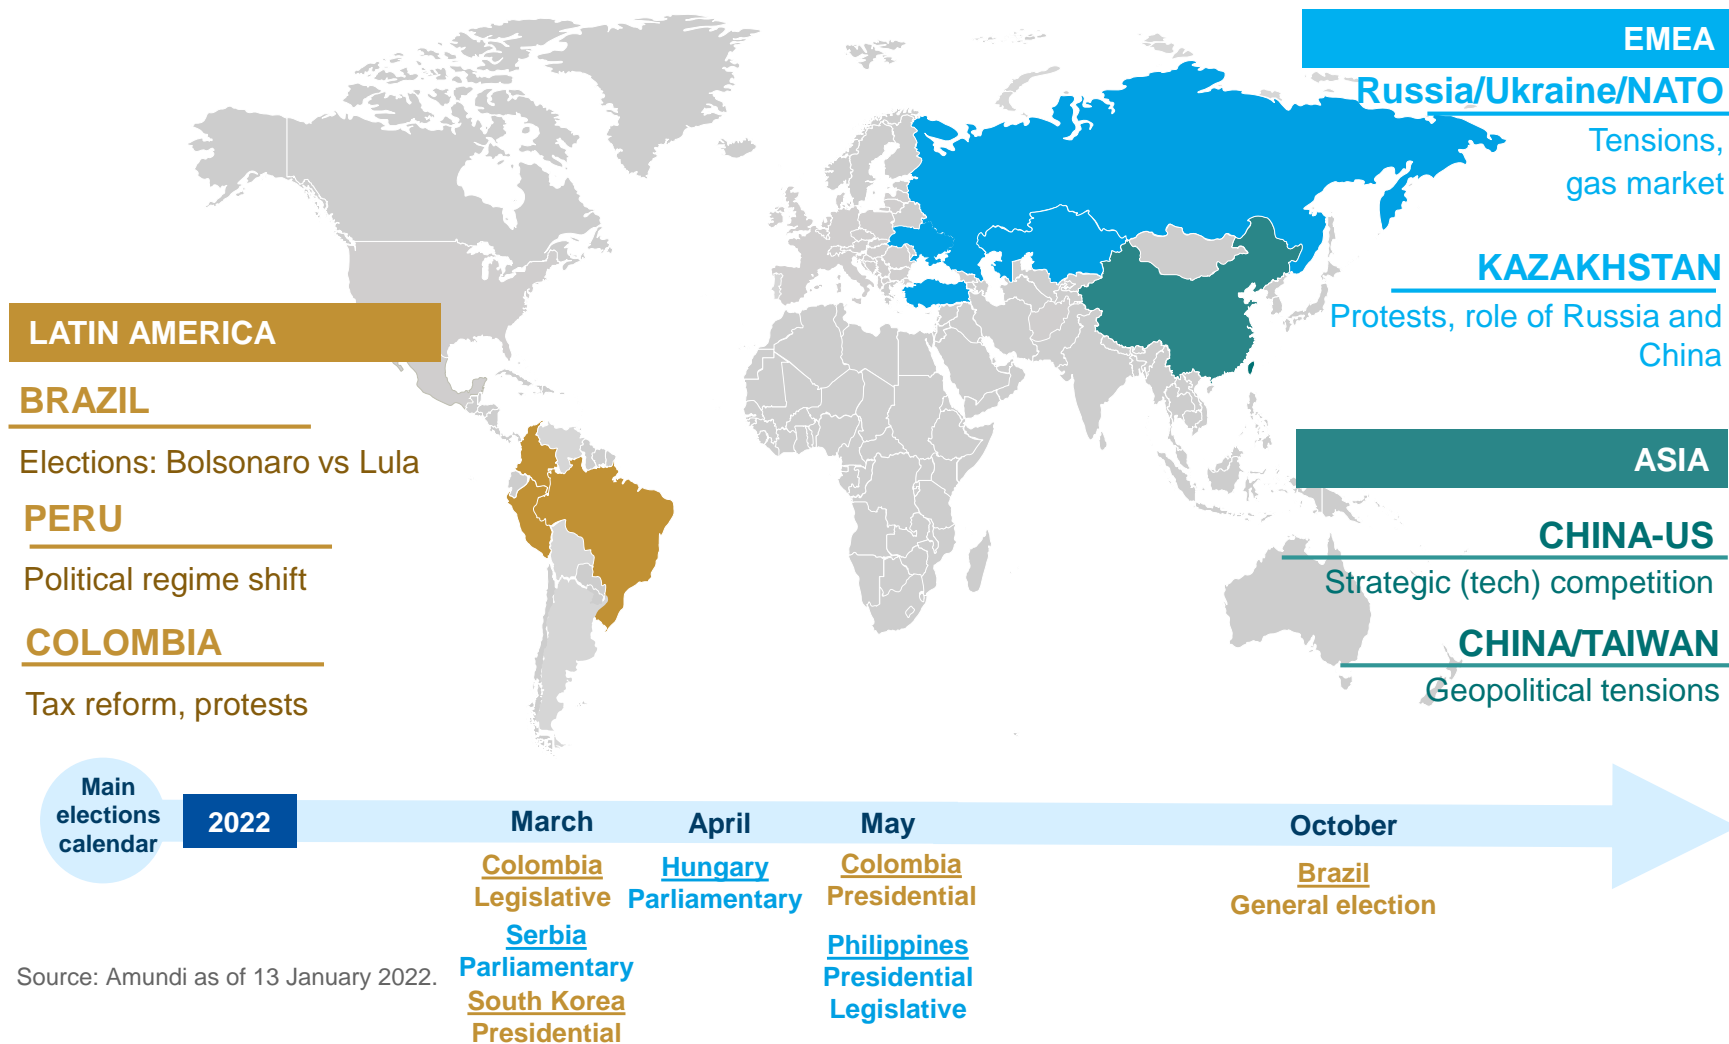 EMEA
Russia/Ukraine/NATO
Tensions,
gas market
KAZAKHSTAN
Protests, role of Russia and
China
LATIN AMERICA
BRAZIL
Elections: Bolsonaro vs Lula
PERU
Political regime shift
COLOMBIA
Tax reform, protests
ASIA
CHINA-US
Strategic (tech) competition
CHINA/TAIWAN
Geopolitical tensions
Main
elections
calendar
2022
March
April
May
October
Colombia
Legislative
Serbia
Parliamentary
South Korea
Presidential
Hungary
Parliamentary
Colombia
Presidential
Philippines
Presidential
Legislative
Brazil
General election
Source: Amundi as of 13 January 2022.